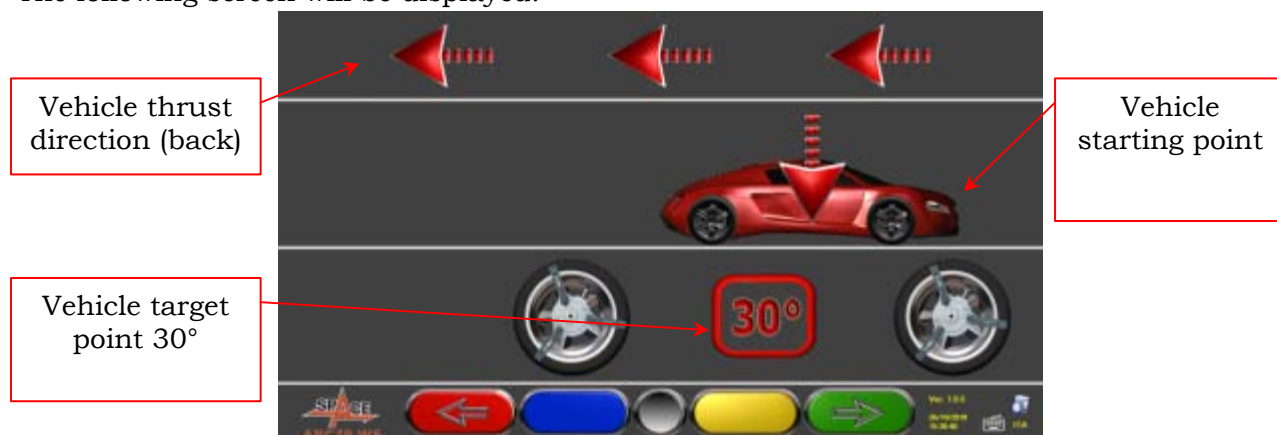 The following screen will be displayed:
Vehicle thrust
direction (back)
Vehicle
starting point
Vehicle target
point 30°
30°
SPACE
ITA